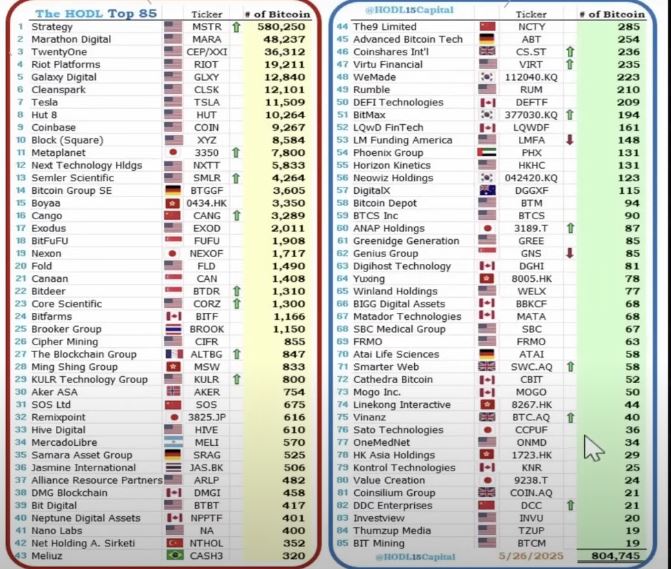 The HODL Top 85 Ticker # of Bitcoin
1 Strategy MSTR 580,250
2 Marathon Digital MARA 48,237
3 TwentyOne CEP/XXI 36,312
4 Riot Platforms RIOT 19,211
5 Galaxy Digital GLXY 12,840
6 Cleanspark CLSK 12,101
7 Tesla TSLA 11,509
8 Hut 8 HUT 10,264
9 Coinbase COIN 9,267
10 Block (Square) XYZ 8,584
11 Metaplanet 3350 7,800
12 Next Technology Hldgs NXTT 5,833
13 Semler Scientific SMLR 4,264
14 Bitcoin Group SE BTGGF 3,605
15 Boyaa 0434.HK 3,350
16 Cango CANG 3,289
17 Exodus EXOD 2,011
18 BitFuFU FUFU 1,908
19 Nexon NEXOF 1,717
20 Fold FLD 1,490
21 Canaan CAN 1,408
22 Bitdeer BTDR 1,310
23 Core Scientific CORZ 1,300
24 Bitfarms BITF 1,166
25 Brooker Group BROOK 1,150
26 Cipher Mining CIFR 855
27 The Blockchain Group ALTBG 847
28 Ming Shing Group MSW 833
29 KULR Technology Group KULR 800
30 Aker ASA AKER 754
31 SOS Ltd SOS 675
32 Remixpoint 3825.JP 616
33 Hive Digital HIVE 610
34 MercadoLibre MELI 570
35 Samara Asset Group SRAG 525
36 Jasmine International JAS.BK 506
37 Alliance Resource Partners ARLP 482
38 DMG Blockchain DMGI 458
39 Bit Digital BTBT 417
40 Neptune Digital Assets NPPTF 401
41 Nano Labs NA 400
42 Net Holding A. Sirketi NTHOL 352
43 Meliuz CASH3 320
@HODL15Capital Ticker # of Bitcoin
44 The9 Limited NCTY 285
45 Advanced Bitcoin Tech ABT 254
46 Coinshares Int'l CS.ST 236
47 Virtu Financial VIRT 235
48 WeMade 112040.KQ 223
49 Rumble RUM 210
50 DEFI Technologies DEFTF 209
51 BitMax 377030.KQ 194
52 LQwD FinTech LQWDF 161
53 LM Funding America LMFA 148
54 Phoenix Group PHX 131
55 Horizon Kinetics HKHC 131
56 Neowiz Holdings 042420.KQ 123
57 DigitalX DGGXF 115
58 Bitcoin Depot BTM 94
59 BTCS Inc BTCS 90
60 ANAP Holdings 3189.T 87
61 Greenidge Generation GREE 85
62 Genius Group GNS 85
63 Digihost Technology DGHI 81
64 Yuxing 8005.HK 78
65 Winland Holdings WELX 77
66 BIGG Digital Assets BBKCF 68
67 Matador Technologies MATA 68
68 SBC Medical Group SBC 67
69 FRMO FRMO 63
70 Atai Life Sciences ATAI 58
71 Smarter Web SWC.AQ 58
72 Cathedra Bitcoin CBIT 52
73 Mogo Inc. MOGO 50
74 Linekong Interactive 8267.HK 44
75 Vinanz BTC.AQ 40
76 Sato Technologies CCPUF 36
77 OneMedNet ONMD 34
78 HK Asia Holdings 1723.HK 29
79 Kontrol Technologies KNR 25
80 Value Creation 9238.T 24
81 Coinsilium Group COIN.AQ 21
82 DDC Enterprises DCC 21
83 Investview INVU 20
84 Thumzup Media TZUP 19
85 BIT Mining BTCM 19
@HODL15Capital 5/26/2025 804,745